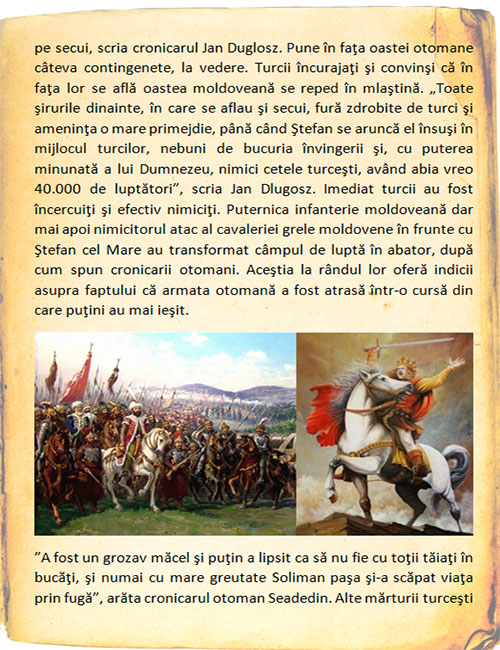 pe secui, scria cronicarul Jan Duglosz. Pune în faţa oastei otomane
câteva contingenete, la vedere. Turcii încurajaţi şi convinşi că în
faţa lor se află oastea moldoveană se reped în mlaştină. „Toate
şirurile dinainte, în care se aflau şi secui, fură zdrobite de turci şi
ameninţa o mare primejdie, până când Ştefan se aruncă el însuşi în
mijlocul turcilor, nebuni de bucuria învingerii şi, cu puterea
minunată a lui Dumnezeu, nimici cetele turceşti, având abia vreo
40.000 de luptători”, scria Jan Dlugosz. Imediat turcii au fost
încercuiţi şi efectiv nimiciţi. Puternica infanterie moldoveană dar
mai apoi nimicitorul atac al cavaleriei grele moldovene în frunte cu
Ştefan cel Mare au transformat câmpul de luptă în abator, după
cum spun cronicarii otomani. Aceştia la rândul lor oferă indicii
asupra faptului că armata otomană a fost atrasă într-o cursă din
care puţini au mai ieşit.
”A fost un grozav măcel şi puţin a lipsit ca să nu fie cu toţii tăiaţi în
bucăţi, şi numai cu mare greutate Soliman paşa şi-a scăpat viaţa
prin fugă”, arăta cronicarul otoman Seadedin. Alte mărturii turceşti